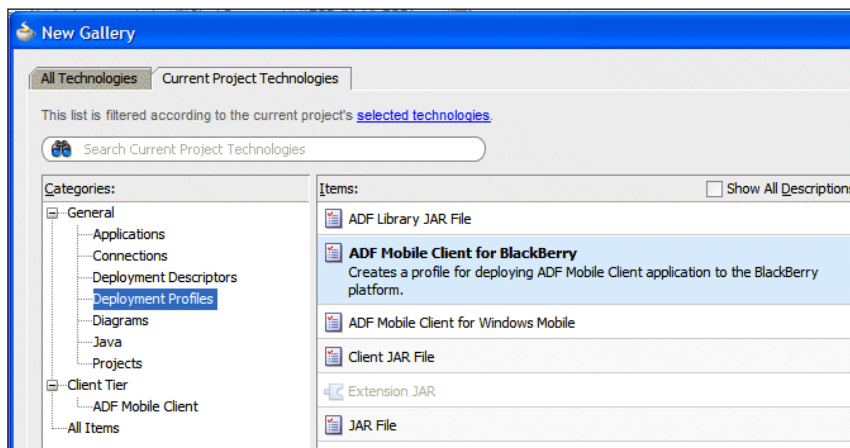 New Gallery
All Technologies Current Project Technologies
This list is filtered according to the current project's selected technologies.
Search Current Project Technologies
Categories:
General
Applications
Connections
Deployment Descriptors
Deployment Profiles
Diagrams
Java
Projects
Client Tier
ADF Mobile Client
All Items
Items: Show All Descriptions
ADF Library JAR File
ADF Mobile Client for BlackBerry
Creates a profile for deploying ADF Mobile Client application to the BlackBerry
platform.
ADF Mobile Client for Windows Mobile
Client JAR File
Extension JAR
JAR File